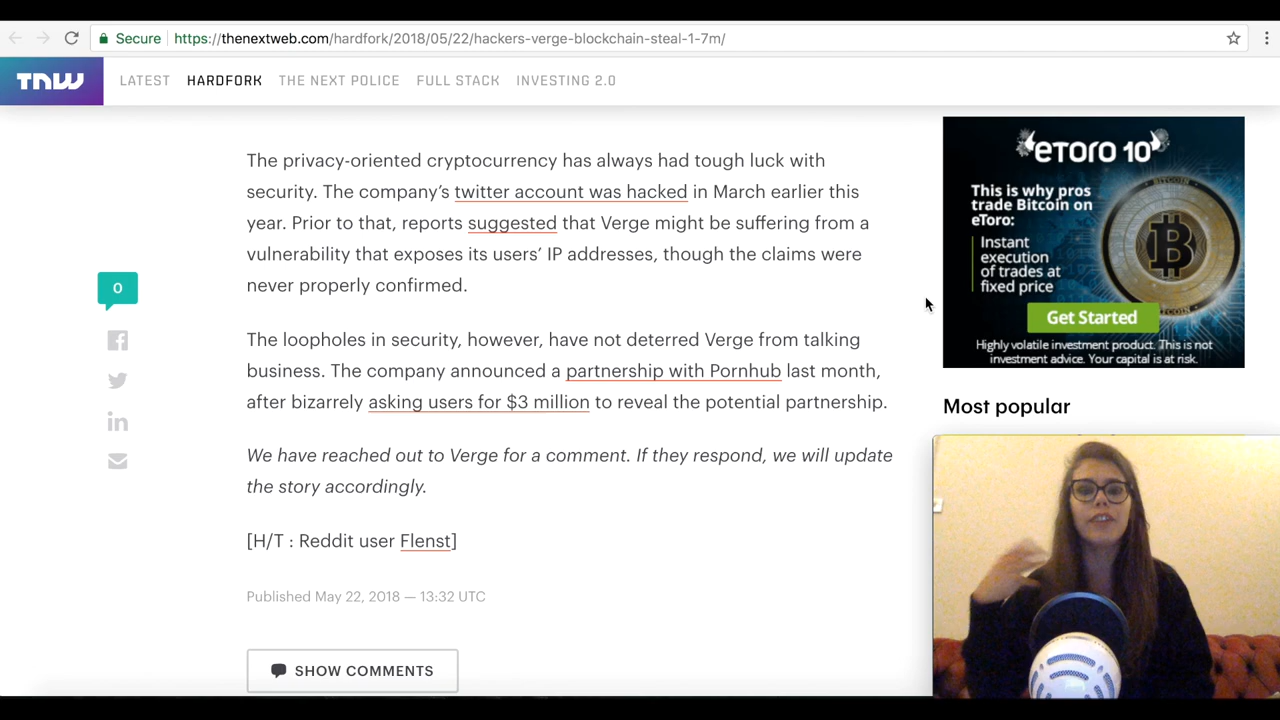 Secure https://thenextweb.com/hardfork/2018/05/22/hackers-verge-blockchain-steal-1-7m/
TNW LATEST HARDFORK THE NEXT POLICE FULL STACK INVESTING 2.0
The privacy-oriented cryptocurrency has always had tough luck with
security. The company’s twitter account was hacked in March earlier this
year. Prior to that, reports suggested that Verge might be suffering from a
vulnerability that exposes its users’ IP addresses, though the claims were
never properly confirmed.
0
The loopholes in security, however, have not deterred Verge from talking
business. The company announced a partnership with Pornhub last month,
after bizarrely asking users for $3 million to reveal the potential partnership.
We have reached out to Verge for a comment. If they respond, we will update
the story accordingly.
[H/T : Reddit user Flenst]
Published May 22, 2018 — 13:32 UTC
SHOW COMMENTS
eToro 10
This is why pros
trade Bitcoin on
eToro:
Instant
execution
of trades at
fixed price
BITCOIN
Get Started
Highly volatile investment product. This is not
investment advice. Your capital is at risk.
Most popular